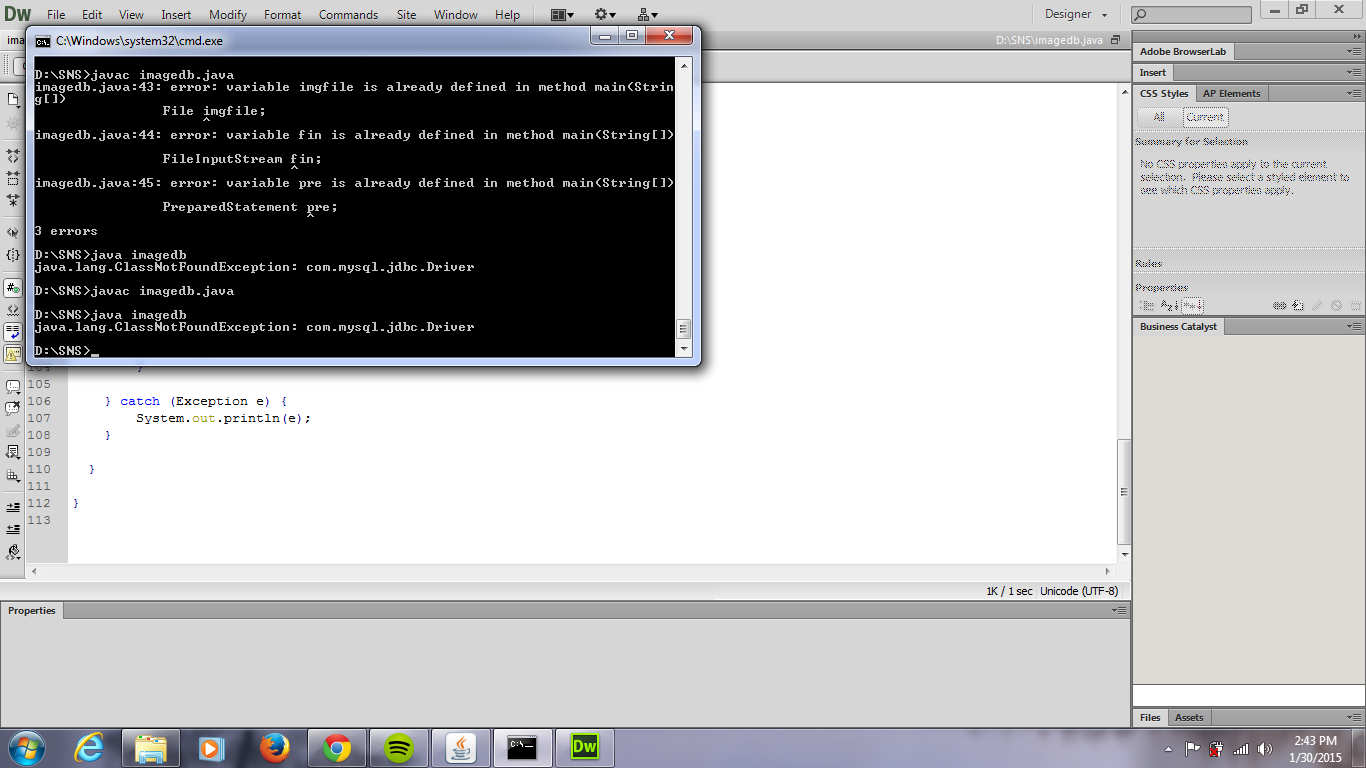 Dw File Edit View Insert Modify Format Commands Site Window Help Designer
ima
D:\SNS\imagedb.java
C:\Windows\system32\cmd.exe
D:\SNS>javac imagedb.java
imagedb.java:43: error: variable imgfile is already defined in method main(Strin
g[])
File imgfile;
^
imagedb.java:44: error: variable fin is already defined in method main(String[])
FileInputStream fin;
^
imagedb.java:45: error: variable pre is already defined in method main(String[])
PreparedStatement pre;
^
3 errors
D:\SNS>java imagedb
java.lang.ClassNotFoundException: com.mysql.jdbc.Driver
D:\SNS>javac imagedb.java
D:\SNS>java imagedb
java.lang.ClassNotFoundException: com.mysql.jdbc.Driver
D:\SNS>_
104 }
105
106 } catch (Exception e) {
107 System.out.println(e);
108 }
109
110 }
111
112 }
113
1K / 1 sec Unicode (UTF-8)
Properties
Adobe BrowserLab
Insert
CSS Styles AP Elements
All Current
Summary for Selection
No CSS properties apply to the current
selection. Please select a styled element to
see which CSS properties apply.
Rules
Properties
Business Catalyst
Files Assets
Dw
2:43 PM
1/30/2015